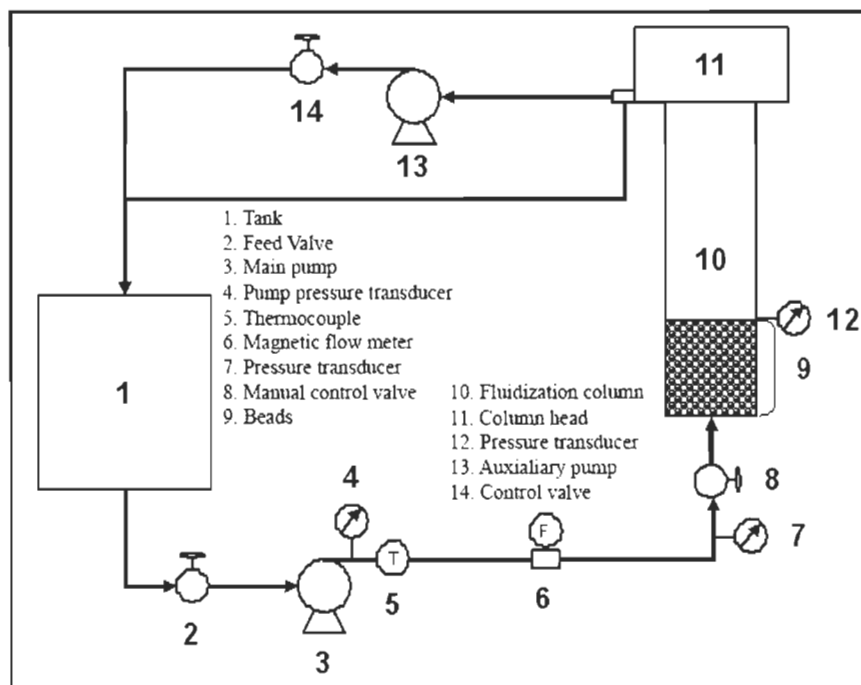 11
14
13
1. Tank
2. Feed Valve
3. Main pump
4. Pump pressure transducer
5. Thermocouple
6. Magnetic flow meter
7. Pressure transducer
8. Manual control valve
9. Beads
10
12
9
1
10. Fluidization column
11. Column head
12. Pressure transducer
13. Auxialiary pump
14. Control valve
4
8
F
T
7
5
6
2
3